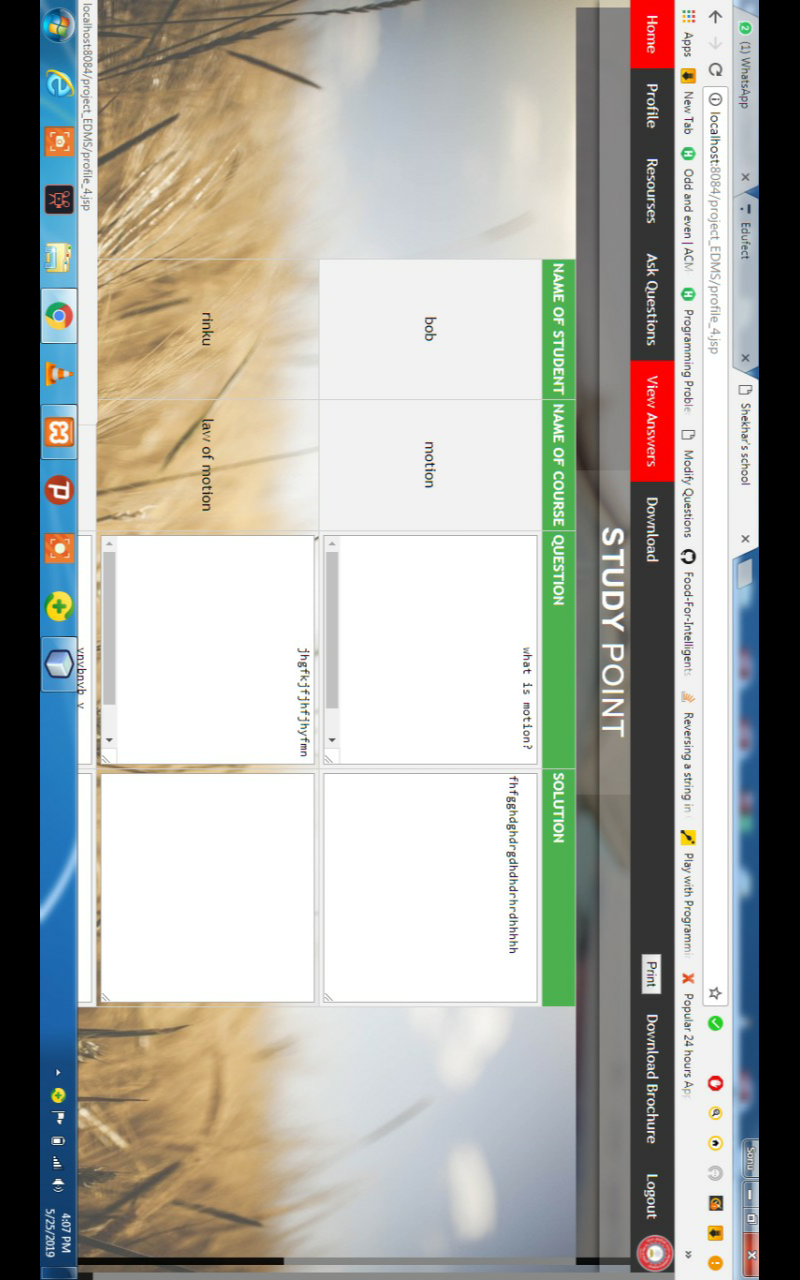 (1) WhatsApp
Edufect
Shekhar's school
Sonu
localhost:8084/project_EDMS/profile_4.jsp
Apps New Tab Odd and even | ACM Programming Proble Modify Questions Food-For-Intelligents Reversing a string in Play with Programmi Popular 24 hours Ap »
Home Profile Resourses Ask Questions View Answers Download Print Download Brochure Logout
STUDY POINT
NAME OF STUDENT NAME OF COURSE QUESTION SOLUTION
bob motion what is motion? fhfgghdghdrgdhdhdrhrdhhhhh
rinku law of motion jhgfkjfjhfjhyfmn
vnvbnvb v
localhost:8084/project_EDMS/profile_4.jsp
4:07 PM
5/25/2019